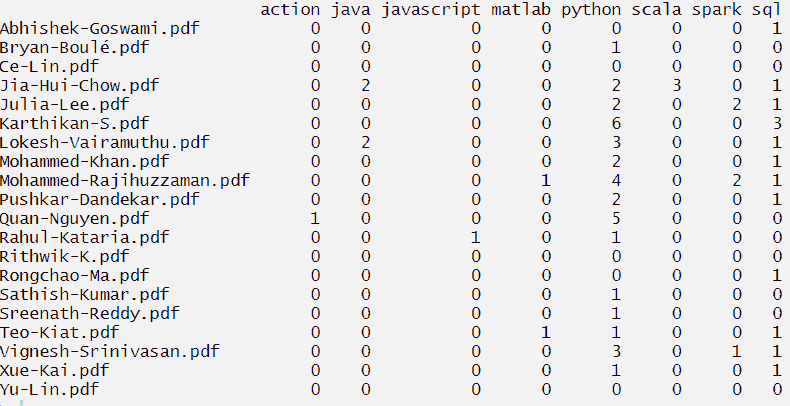 action java javascript matlab python scala spark sql
Abhishek-Goswami.pdf 0 0 0 0 0 0 0 1
Bryan-Boulé.pdf 0 0 0 0 1 0 0 0
Ce-Lin.pdf 0 0 0 0 0 0 0 0
Jia-Hui-Chow.pdf 0 2 0 0 2 3 0 1
Julia-Lee.pdf 0 0 0 0 2 0 2 1
Karthikan-S.pdf 0 0 0 0 6 0 0 3
Lokesh-Vairamuthu.pdf 0 2 0 0 3 0 0 1
Mohammed-Khan.pdf 0 0 0 0 2 0 0 1
Mohammed-Rajihuzzaman.pdf 0 0 0 1 4 0 2 1
Pushkar-Dandekar.pdf 0 0 0 0 2 0 0 1
Quan-Nguyen.pdf 1 0 0 0 5 0 0 0
Rahul-Kataria.pdf 0 0 1 0 1 0 0 0
Rithwik-K.pdf 0 0 0 0 0 0 0 0
Rongchao-Ma.pdf 0 0 0 0 0 0 0 1
Sathish-Kumar.pdf 0 0 0 0 1 0 0 0
Sreenath-Reddy.pdf 0 0 0 0 1 0 0 0
Teo-Kiat.pdf 0 0 0 1 1 0 0 1
Vignesh-Srinivasan.pdf 0 0 0 0 3 0 1 1
Xue-Kai.pdf 0 0 0 0 1 0 0 1
Yu-Lin.pdf 0 0 0 0 0 0 0 0